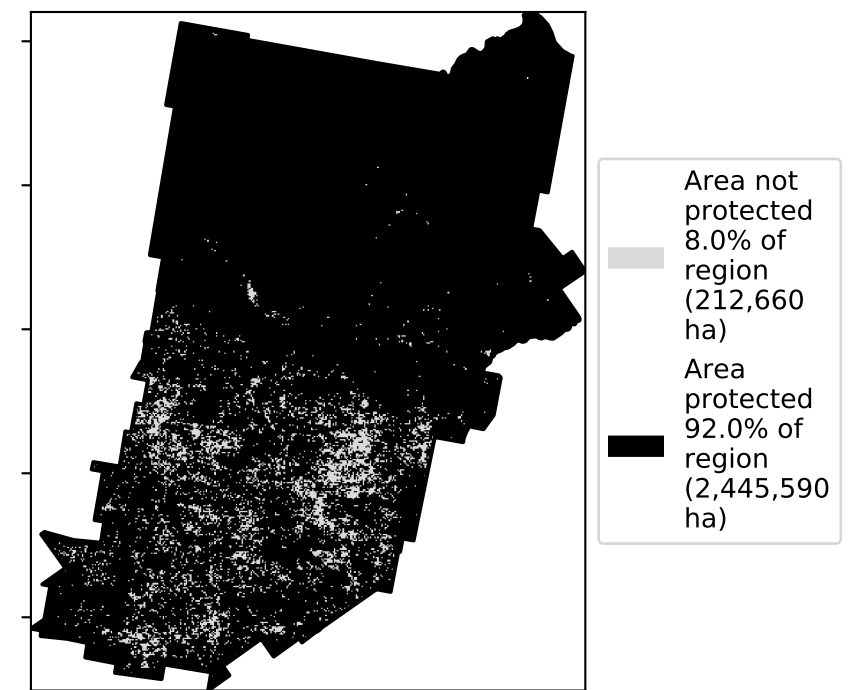 Area not
protected
8.0% of
region
(212,660
ha)
Area
protected
92.0% of
region
(2,445,590
ha)